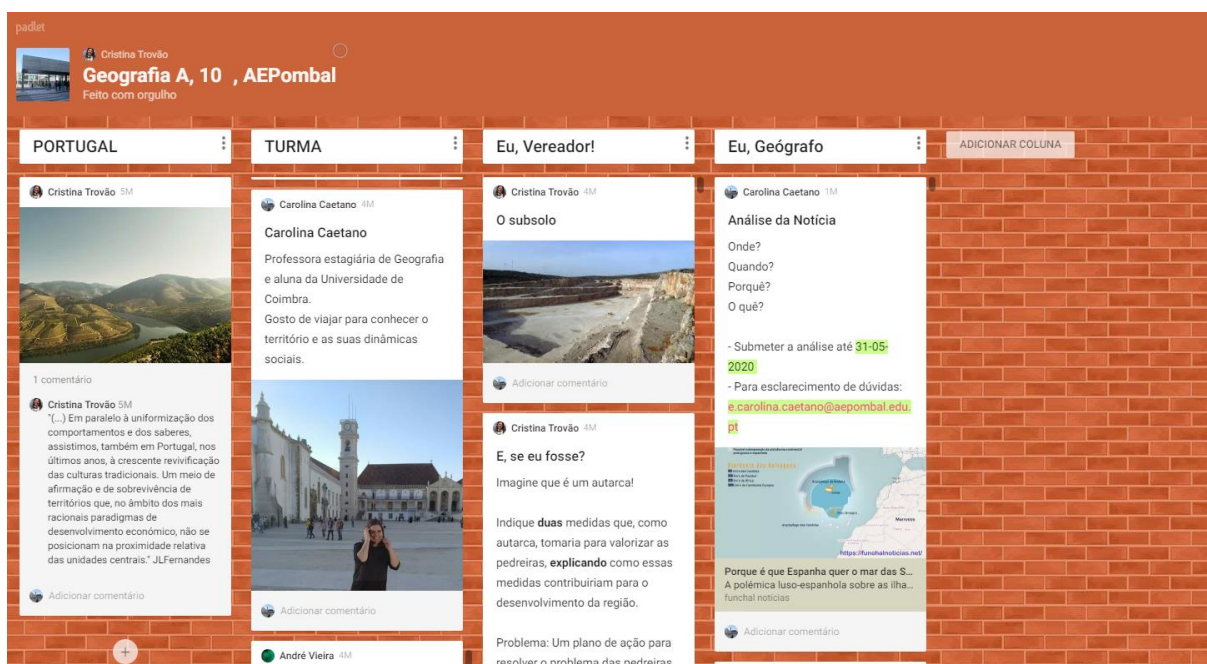 padlet
Cristina Trovão
Geografia A, 10 , AEPombal
Feito com orgulho
PORTUGAL
Cristina Trovão 5M
1 comentário
Cristina Trovão 5M
"(...) Em paralelo à uniformização dos
comportamentos e dos saberes,
assistimos, também em Portugal, nos
últimos anos, à crescente revivificação
das culturas tradicionais. Um meio de
afirmação e de sobrevivência de
territórios que, no âmbito dos mais
racionais paradigmas de
desenvolvimento económico, não se
posicionam na proximidade relativa
das unidades centrais." JLFernandes
Adicionar comentário
TURMA
Carolina Caetano 4M
Carolina Caetano
Professora estagiária de Geografia
e aluna da Universidade de
Coimbra.
Gosto de viajar para conhecer o
território e as suas dinâmicas
sociais.
Adicionar comentário
André Vieira 4M
Eu, Vereador!
Cristina Trovão 4M
O subsolo
Adicionar comentário
Cristina Trovão 4M
E, se eu fosse?
Imagine que é um autarca!
Indique duas medidas que, como
autarca, tomaria para valorizar as
pedreiras, explicando como essas
medidas contribuiriam para o
desenvolvimento da região.
Problema: Um plano de ação para
resolver o problema das pedreiras
Eu, Geógrafo
Carolina Caetano 1M
Análise da Notícia
Onde?
Quando?
Porquê?
O quê?
- Submeter a análise até 31-05-
2020
- Para esclarecimento de dúvidas:
e.carolina.caetano@aepombal.edu.
pt
Marrocos
https://funchalnoticias.net/
Porque é que Espanha quer o mar das S...
A polémica luso-espanhola sobre as ilha...
funchal noticias
Adicionar comentário
ADICIONAR COLUNA